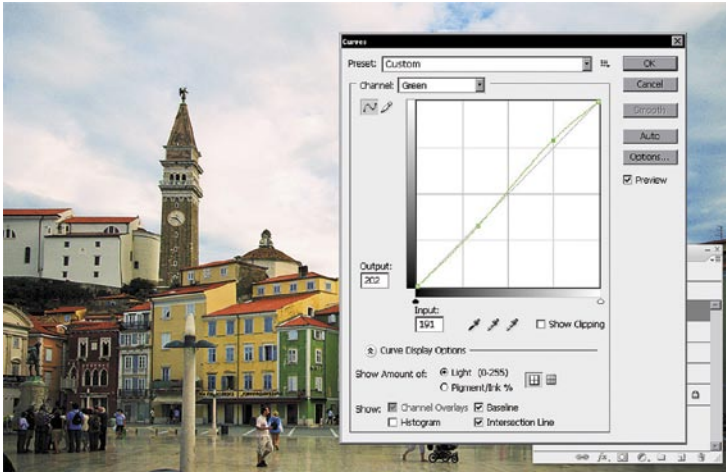 Curves
Preset: Custom
OK
Channel: Green
Cancel
Smooth
Auto
Options...
Preview
Output:
202
Input:
191
Show Clipping
Curve Display Options
Show Amount of: Light (0-255)
Pigment/Ink %
Show: Channel Overlays Baseline
Histogram Intersection Line
fx.